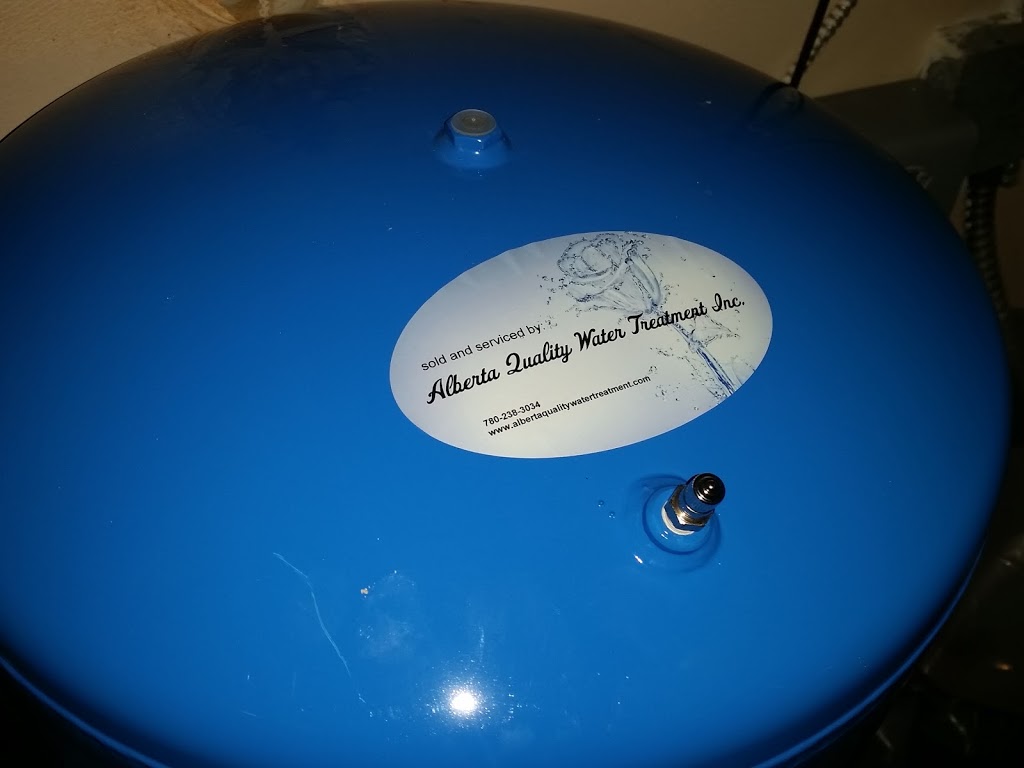 sold and serviced by:
Alberta Quality Water Treatment Inc.
780-238-3034
www.albertaqualitywatertreatment.com